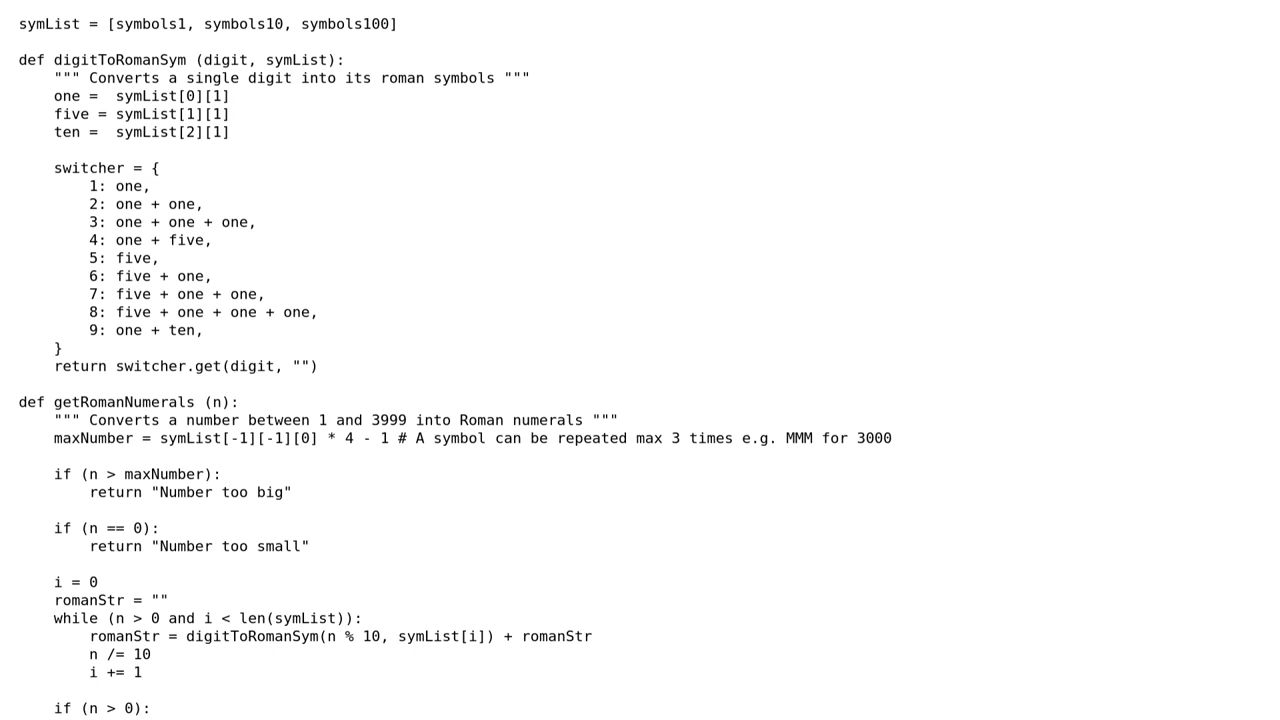 symList = [symbols1, symbols10, symbols100]
def digitToRomanSym (digit, symList):
    """ Converts a single digit into its roman symbols """
    one =  symList[0][1]
    five = symList[1][1]
    ten =  symList[2][1]
    switcher = {
        1: one,
        2: one + one,
        3: one + one + one,
        4: one + five,
        5: five,
        6: five + one,
        7: five + one + one,
        8: five + one + one + one,
        9: one + ten,
    }
    return switcher.get(digit, "")
def getRomanNumerals (n):
    """ Converts a number between 1 and 3999 into Roman numerals """
    maxNumber = symList[-1][-1][0] * 4 - 1 # A symbol can be repeated max 3 times e.g. MMM for 3000
    if (n > maxNumber):
        return "Number too big"
    if (n == 0):
        return "Number too small"
    i = 0
    romanStr = ""
    while (n > 0 and i < len(symList)):
        romanStr = digitToRomanSym(n % 10, symList[i]) + romanStr
        n /= 10
        i += 1
    if (n > 0):